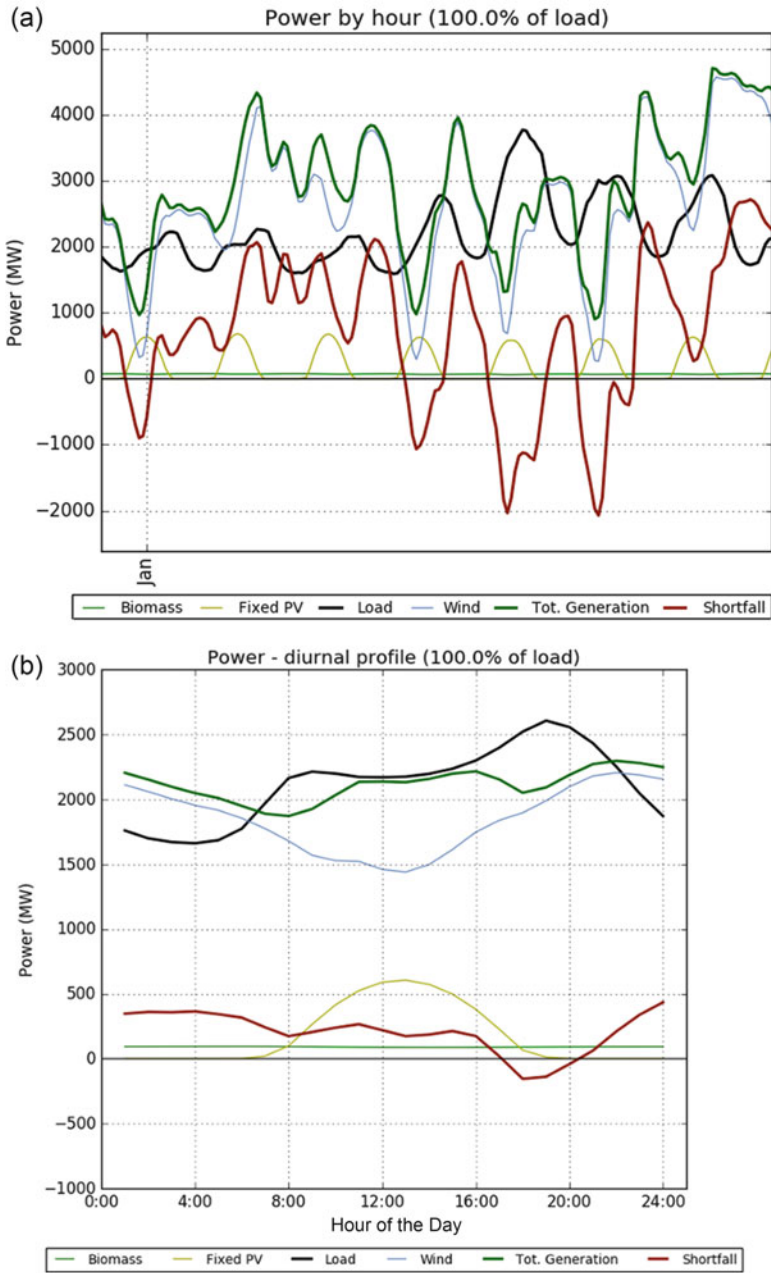 (a)
Power by hour (100.0% of load)
5000
4000
3000
2000
1000
0
−1000
−2000
Power (MW)
Jan
Biomass Fixed PV Load Wind Tot. Generation Shortfall
(b)
Power - diurnal profile (100.0% of load)
3000
2500
2000
1500
1000
500
0
−500
−1000
Power (MW)
0:00 4:00 8:00 12:00 16:00 20:00 24:00
Hour of the Day
Biomass Fixed PV Load Wind Tot. Generation Shortfall